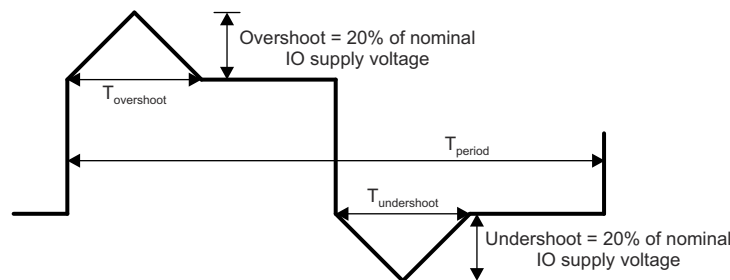 Overshoot = 20% of nominal
IO supply voltage
Tovershoot
Tperiod
Tundershoot
Undershoot = 20% of nominal
IO supply voltage